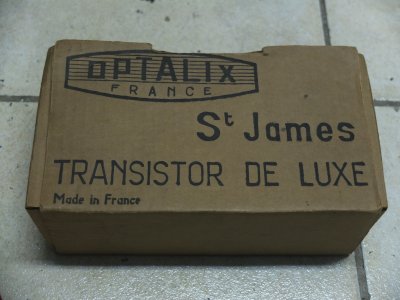 OPTALIX
FRANCE
St James
TRANSISTOR DE LUXE
Made in France